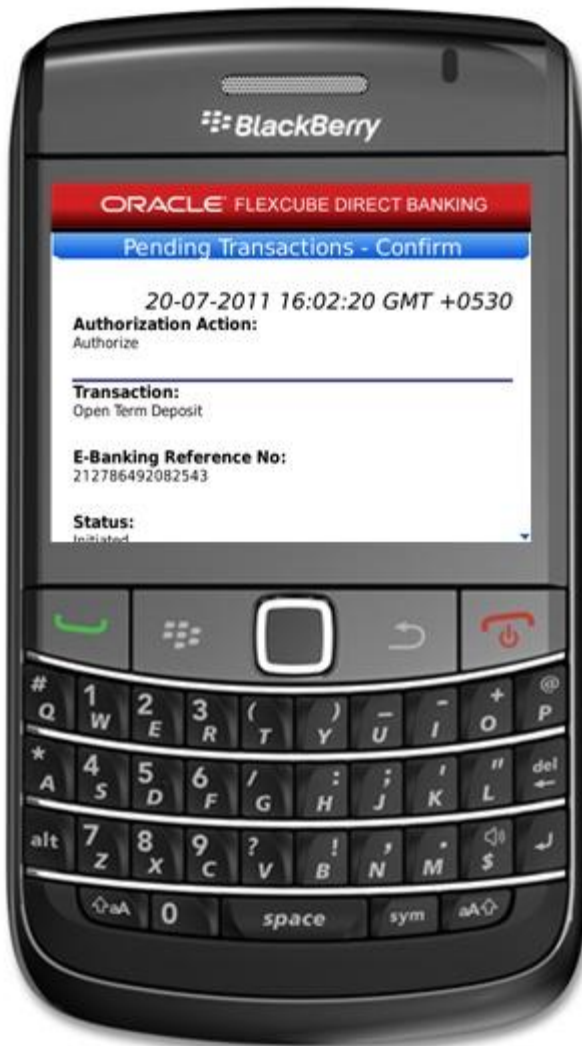 BlackBerry
ORACLE FLEXCUBE DIRECT BANKING
Pending Transactions - Confirm
20-07-2011 16:02:20 GMT +0530
Authorization Action:
Authorize
Transaction:
Open Term Deposit
E-Banking Reference No:
212786492082543
Status:
Initiated
# Q 1 W 2 E 3 R ( T ) Y _ U - I + O @ P
* A 4 S 5 D 6 F / G : H ; J ' K " L del
alt 7 Z 8 X 9 C ? V ! B , N . M $
aA 0 space sym aA